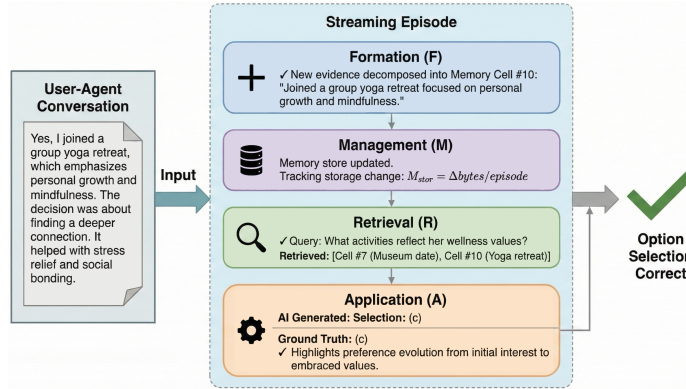 Streaming Episode
User-Agent
Conversation
Yes, I joined a
group yoga retreat,
which emphasizes
personal growth and
mindfulness. The
decision was about
finding a deeper
connection. It
helped with stress
relief and social
bonding.
Input
Formation (F)
✓ New evidence decomposed into Memory Cell #10:
"Joined a group yoga retreat focused on personal
growth and mindfulness."
Management (M)
Memory store updated.
Tracking storage change: M_stor = Δbytes/episode
Retrieval (R)
✓ Query: What activities reflect her wellness values?
Retrieved: [Cell #7 (Museum date), Cell #10 (Yoga retreat)]
Application (A)
AI Generated: Selection: (c)
Ground Truth: (c)
✓ Highlights preference evolution from initial interest to
embraced values.
Option
Selection
Correct